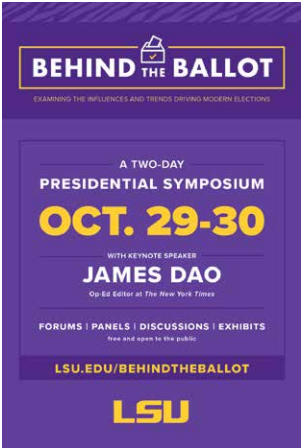 BEHIND THE BALLOT
EXAMINING THE INFLUENCES AND TRENDS DRIVING MODERN ELECTIONS
A TWO-DAY
PRESIDENTIAL SYMPOSIUM
OCT. 29-30
WITH KEYNOTE SPEAKER
JAMES DAO
Op-Ed Editor at The New York Times
FORUMS | PANELS | DISCUSSIONS | EXHIBITS
free and open to the public
LSU.EDU/BEHINDTHEBALLOT
LSU